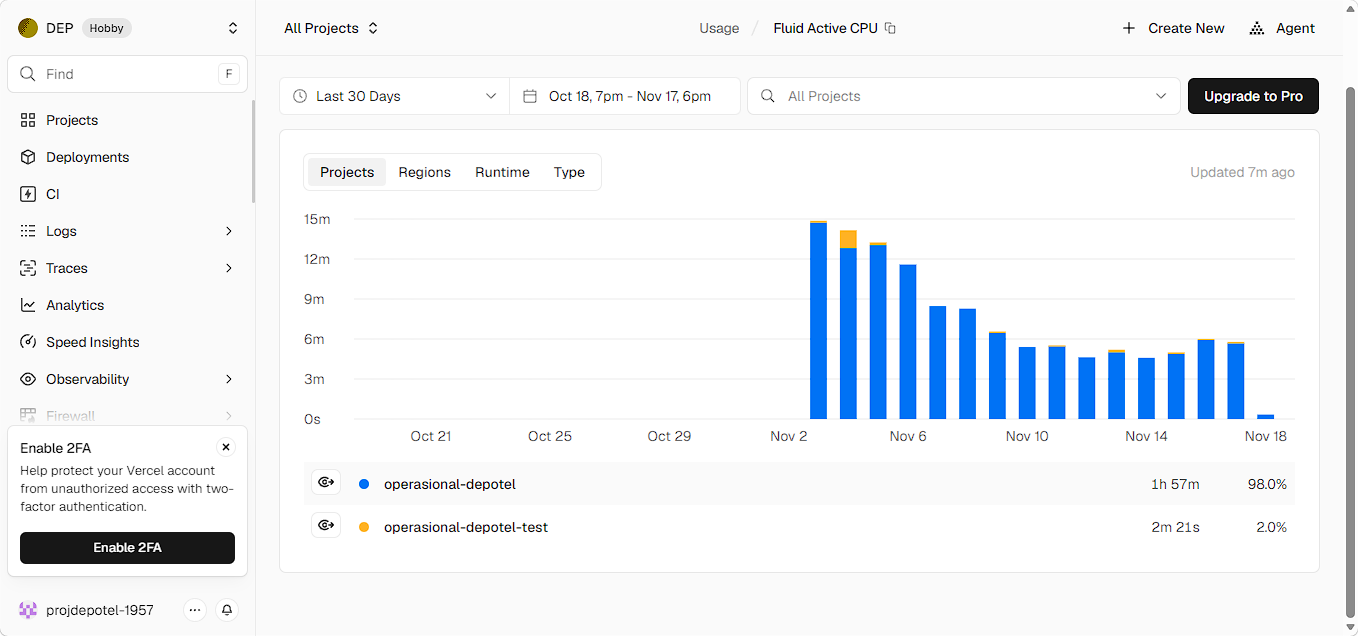 DEP Hobby
Find F
Projects
Deployments
CI
Logs
Traces
Analytics
Speed Insights
Observability
Firewall
Enable 2FA
Help protect your Vercel account
from unauthorized access with two-
factor authentication.
Enable 2FA
projdepotel-1957
All Projects
Usage / Fluid Active CPU
Create New
Agent
Last 30 Days
Oct 18, 7pm - Nov 17, 6pm
All Projects
Upgrade to Pro
Projects Regions Runtime Type
Updated 7m ago
15m
12m
9m
6m
3m
0s
Oct 21 Oct 25 Oct 29 Nov 2 Nov 6 Nov 10 Nov 14 Nov 18
operasional-depotel 1h 57m 98.0%
operasional-depotel-test 2m 21s 2.0%